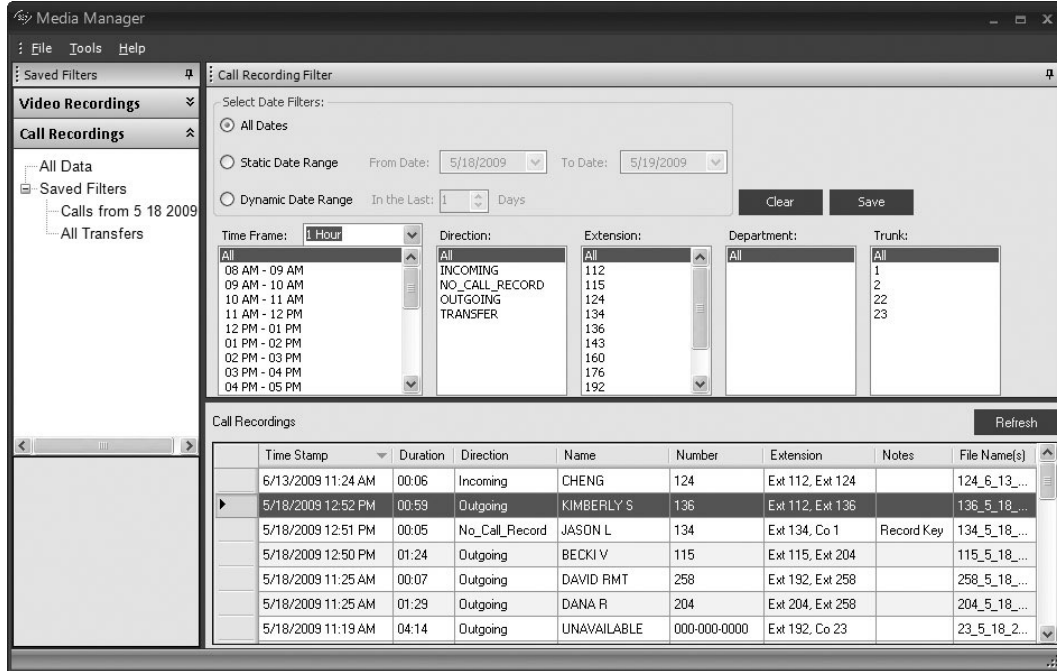 Media Manager
File Tools Help
Saved Filters
Video Recordings
Call Recordings
All Data
Saved Filters
Calls from 5 18 2009
All Transfers
Call Recording Filter
Select Date Filters:
All Dates
Static Date Range From Date: 5/18/2009 To Date: 5/19/2009
Dynamic Date Range In the Last: 1 Days
Clear Save
Time Frame: 1 Hour
All
08 AM - 09 AM
09 AM - 10 AM
10 AM - 11 AM
11 AM - 12 PM
12 PM - 01 PM
01 PM - 02 PM
02 PM - 03 PM
03 PM - 04 PM
04 PM - 05 PM
Direction:
All
INCOMING
NO_CALL_RECORD
OUTGOING
TRANSFER
Extension:
All
112
115
124
134
136
143
160
176
192
Department:
All
Trunk:
All
1
2
22
23
Call Recordings Refresh
Time Stamp Duration Direction Name Number Extension Notes File Name(s)
6/13/2009 11:24 AM 00:06 Incoming CHENG 124 Ext 112, Ext 124 124_6_13_...
5/18/2009 12:52 PM 00:59 Outgoing KIMBERLY S 136 Ext 112, Ext 136 136_5_18_...
5/18/2009 12:51 PM 00:05 No_Call_Record JASON L 134 Ext 134, Co 1 Record Key 134_5_18_...
5/18/2009 12:50 PM 01:24 Outgoing BECKI V 115 Ext 115, Ext 204 115_5_18_...
5/18/2009 11:25 AM 00:07 Outgoing DAVID RMT 258 Ext 192, Ext 258 258_5_18_...
5/18/2009 11:25 AM 01:29 Outgoing DANA R 204 Ext 204, Ext 258 204_5_18_...
5/18/2009 11:19 AM 04:14 Outgoing UNAVAILABLE 000-000-0000 Ext 192, Co 23 23_5_18_2...